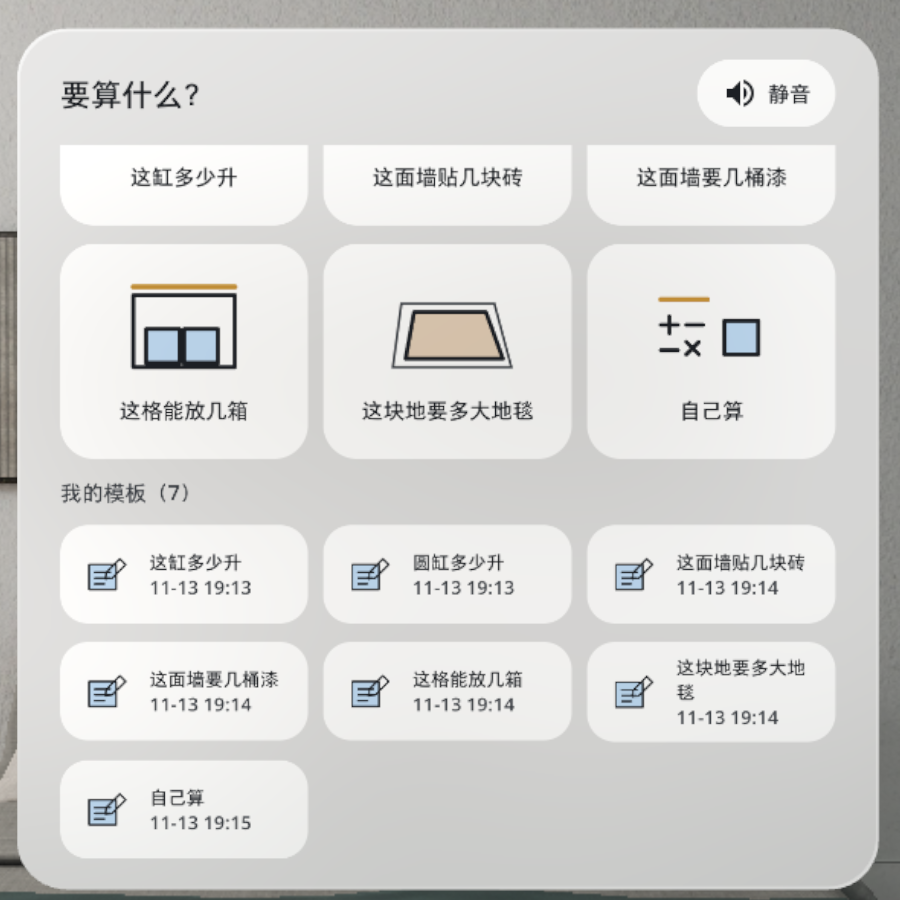 要算什么？
静音
这缸多少升
这面墙贴几块砖
这面墙要几桶漆
这格能放几箱
这块地要多大地毯
自己算
我的模板（7）
这缸多少升
11-13 19:13
圆缸多少升
11-13 19:13
这面墙贴几块砖
11-13 19:14
这面墙要几桶漆
11-13 19:14
这格能放几箱
11-13 19:14
这块地要多大地
毯
11-13 19:14
自己算
11-13 19:15